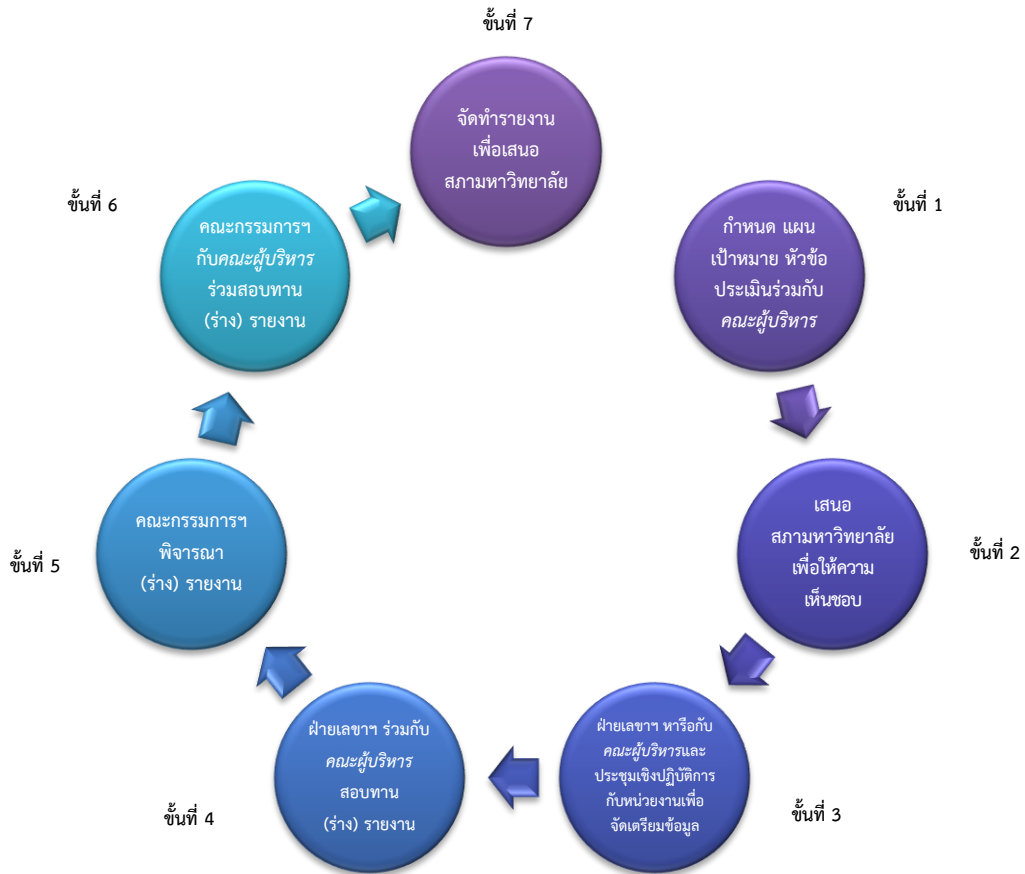 ขั้นที่ 7
จัดทำรายงาน
เพื่อเสนอ
สภามหาวิทยาลัย
ขั้นที่ 1
กำหนด แผน
เป้าหมาย หัวข้อ
ประเมินร่วมกับ
คณะผู้บริหาร
ขั้นที่ 2
เสนอ
สภามหาวิทยาลัย
เพื่อให้ความ
เห็นชอบ
ขั้นที่ 3
ฝ่ายเลขาฯ หารือกับ
คณะผู้บริหารและ
ประชุมเชิงปฏิบัติการ
กับหน่วยงานเพื่อ
จัดเตรียมข้อมูล
ขั้นที่ 4
ฝ่ายเลขาฯ ร่วมกับ
คณะผู้บริหาร
สอบทาน
(ร่าง) รายงาน
ขั้นที่ 5
คณะกรรมการฯ
พิจารณา
(ร่าง) รายงาน
ขั้นที่ 6
คณะกรรมการฯ
กับคณะผู้บริหาร
ร่วมสอบทาน
(ร่าง) รายงาน